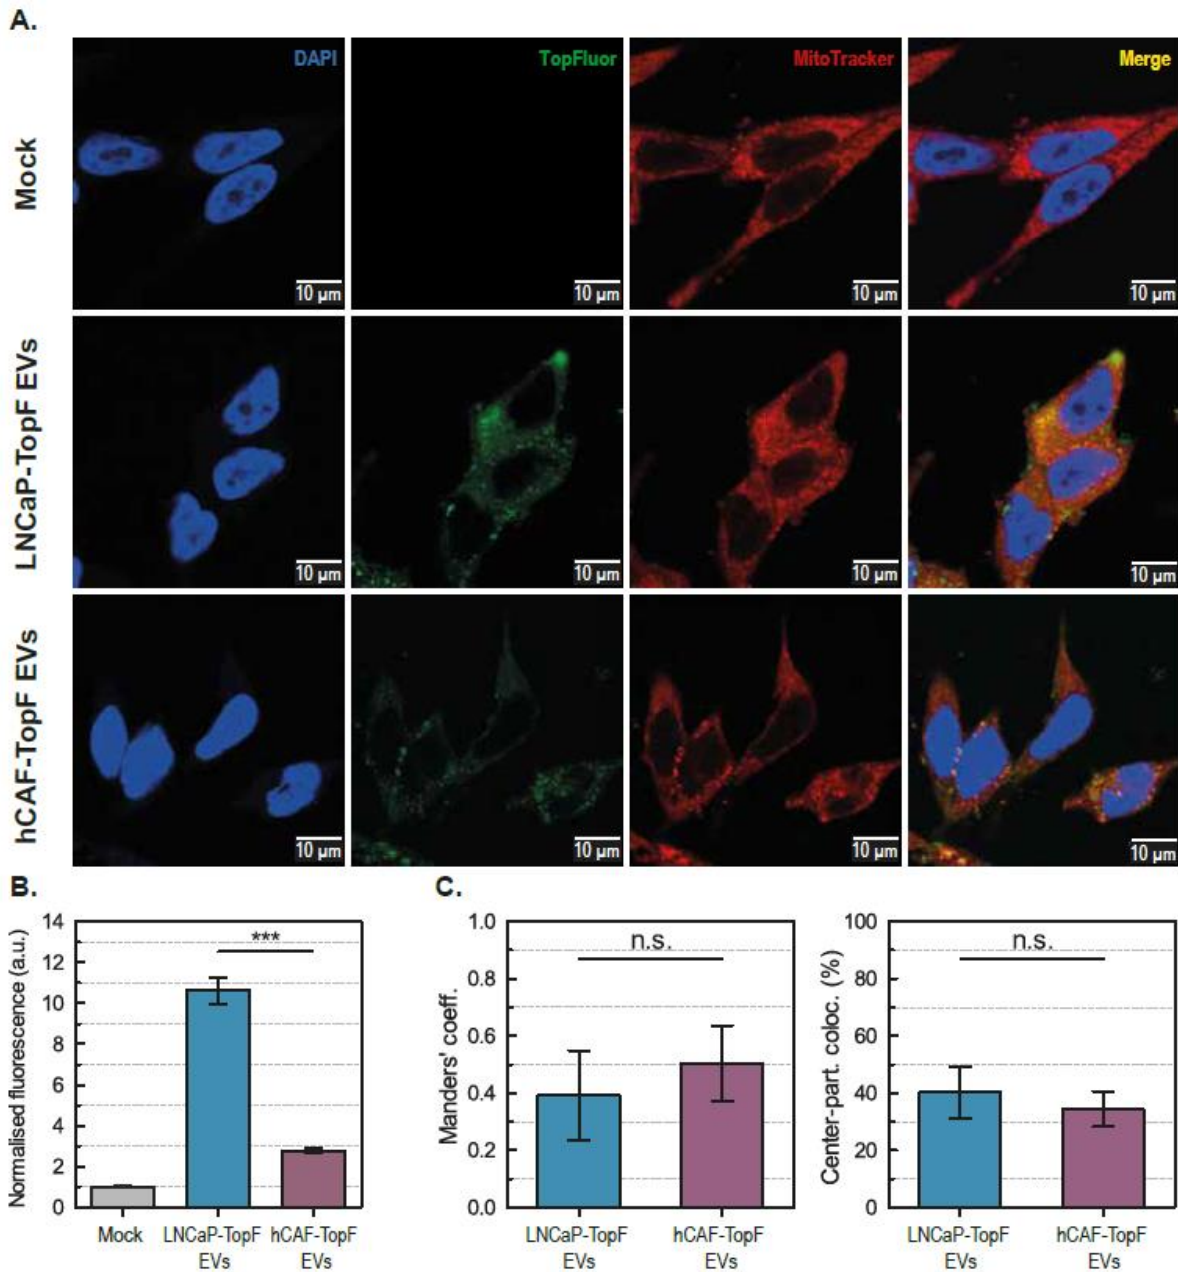 A.
DAPI
TopFluor
MitoTracker
Merge
Mock
10 µm
10 µm
10 µm
10 µm
LNCaP-TopF EVs
10 µm
10 µm
10 µm
10 µm
hCAF-TopF EVs
10 µm
10 µm
10 µm
10 µm
B.
Normalised fluorescence (a.u.)
14
12
10
8
6
4
2
0
***
Mock
LNCaP-TopF
EVs
hCAF-TopF
EVs
C.
Manders' coeff.
1.0
0.8
0.6
0.4
0.2
0.0
n.s.
LNCaP-TopF
EVs
hCAF-TopF
EVs
Center-part. coloc. (%)
100
80
60
40
20
0
n.s.
LNCaP-TopF
EVs
hCAF-TopF
EVs